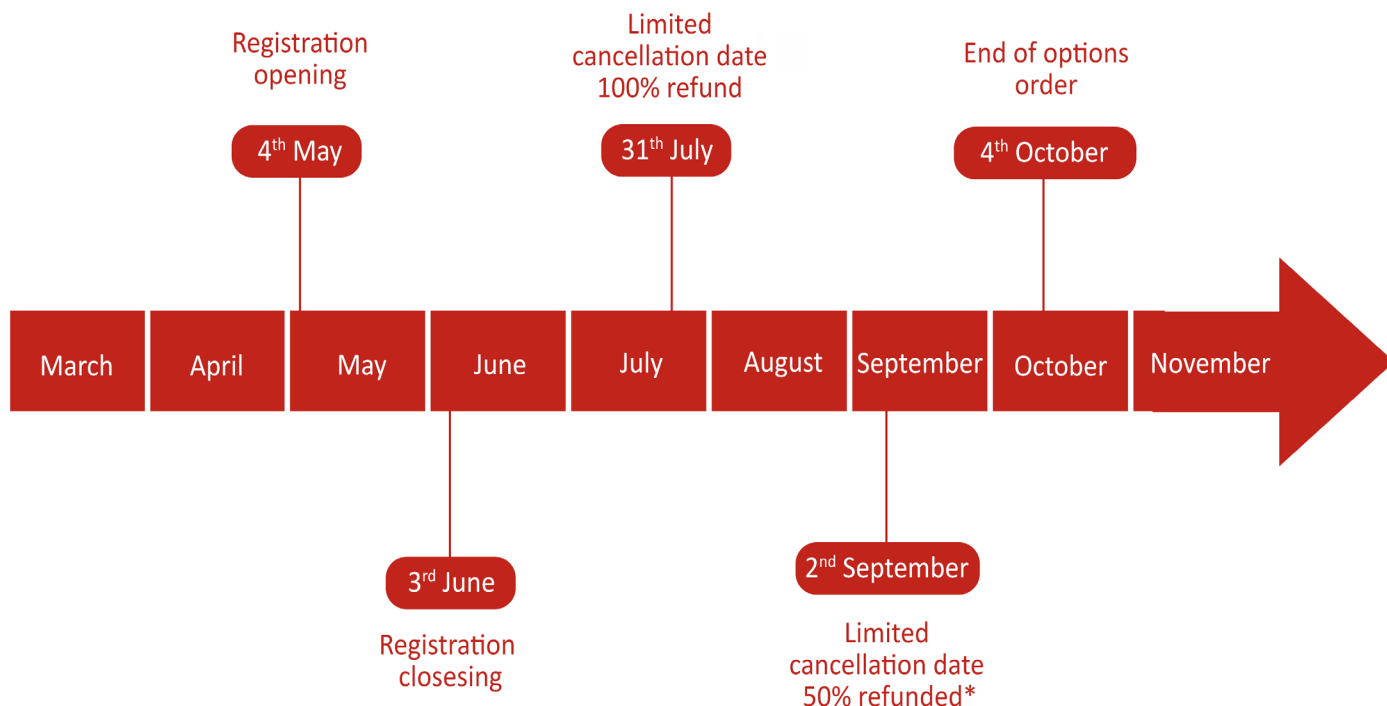 Registration
opening
4th May
Limited
cancellation date
100% refund
31th July
End of options
order
4th October
March
April
May
June
July
August
September
October
November
3rd June
Registration
closesing
2nd September
Limited
cancellation date
50% refunded*